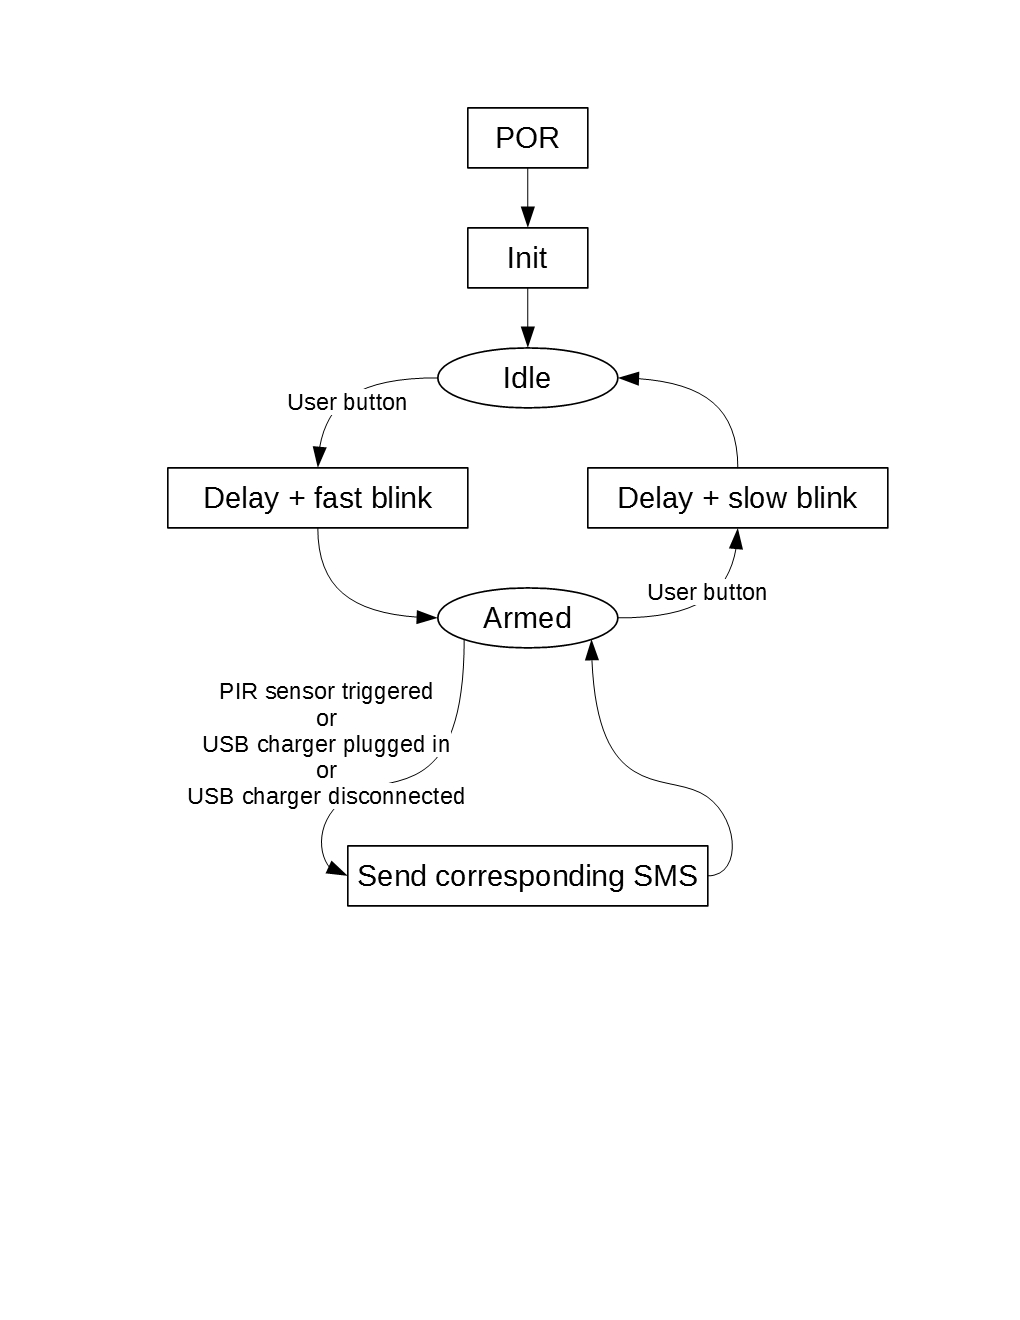 POR
Init
Idle
User button
Delay + fast blink
Delay + slow blink
User button
Armed
PIR sensor triggered
or
USB charger plugged in
or
USB charger disconnected
Send corresponding SMS